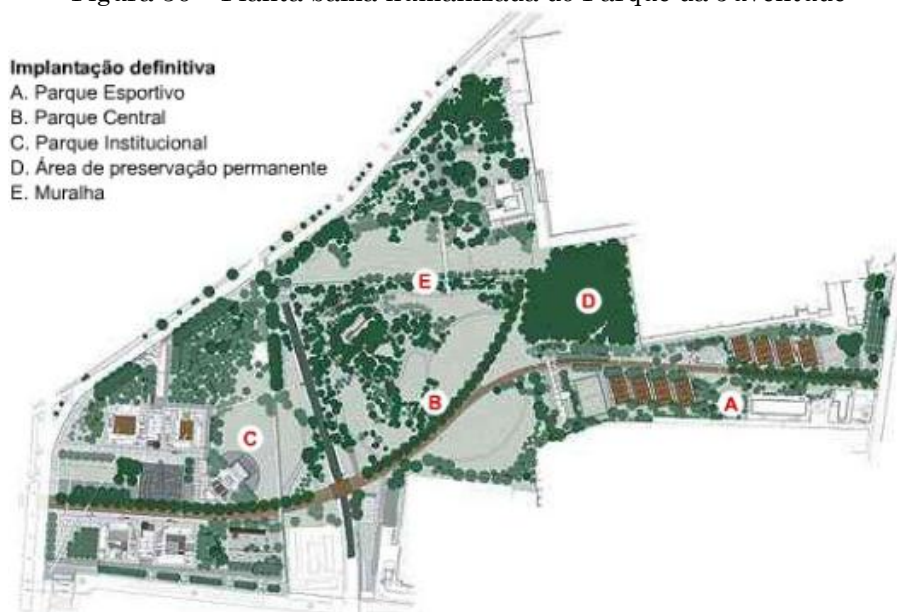 Implantação definitiva
A. Parque Esportivo
B. Parque Central
C. Parque Institucional
D. Área de preservação permanente
E. Muralha
E
D
B
A
C